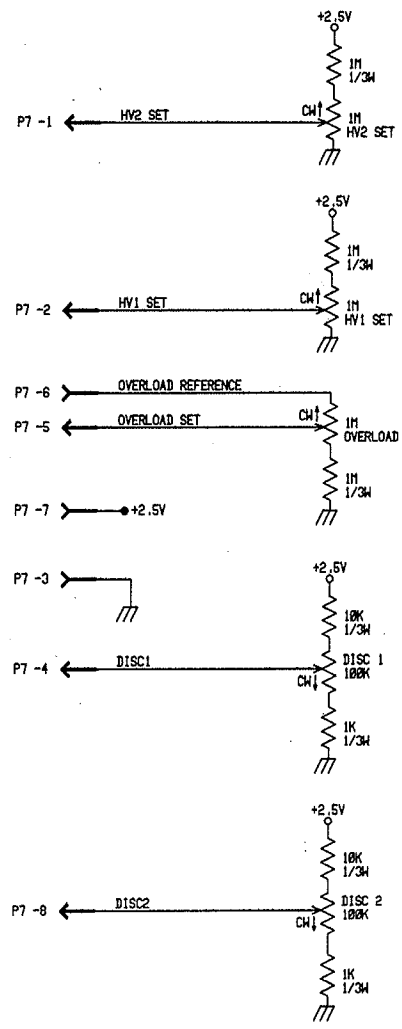 +2.5V
1M
1/3W
CW
P7 -1 HV2 SET
1M
HV2 SET
+2.5V
1M
1/3W
CW
P7 -2 HV1 SET
1M
HV1 SET
P7 -6 OVERLOAD REFERENCE
CW
P7 -5 OVERLOAD SET
1M
OVERLOAD
1M
1/3W
P7 -7 +2.5V
P7 -3
+2.5V
10K
1/3W
P7 -4 DISC1
DISC 1
100K
CW
1K
1/3W
+2.5V
10K
1/3W
P7 -8 DISC2
DISC 2
100K
CW
1K
1/3W